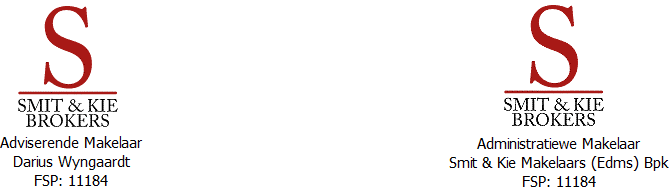 S
SMIT & KIE
BROKERS
Adviserende Makelaar
Darius Wyngaardt
FSP: 11184
S
SMIT & KIE
BROKERS
Administratiewe Makelaar
Smit & Kie Makelaars (Edms) Bpk
FSP: 11184